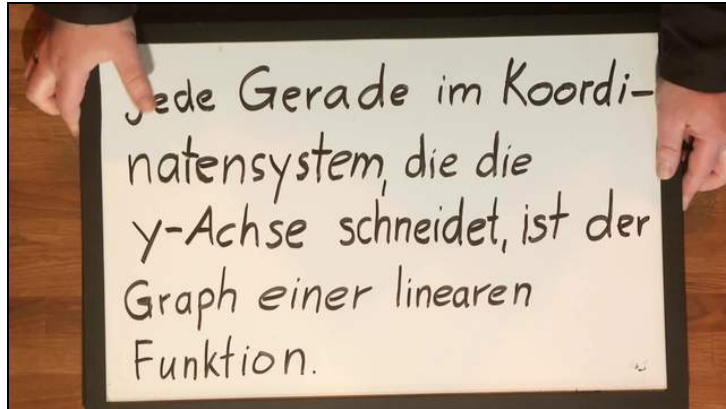 Jede Gerade im Koordi-
natensystem, die die
y-Achse schneidet, ist der
Graph einer linearen
Funktion.